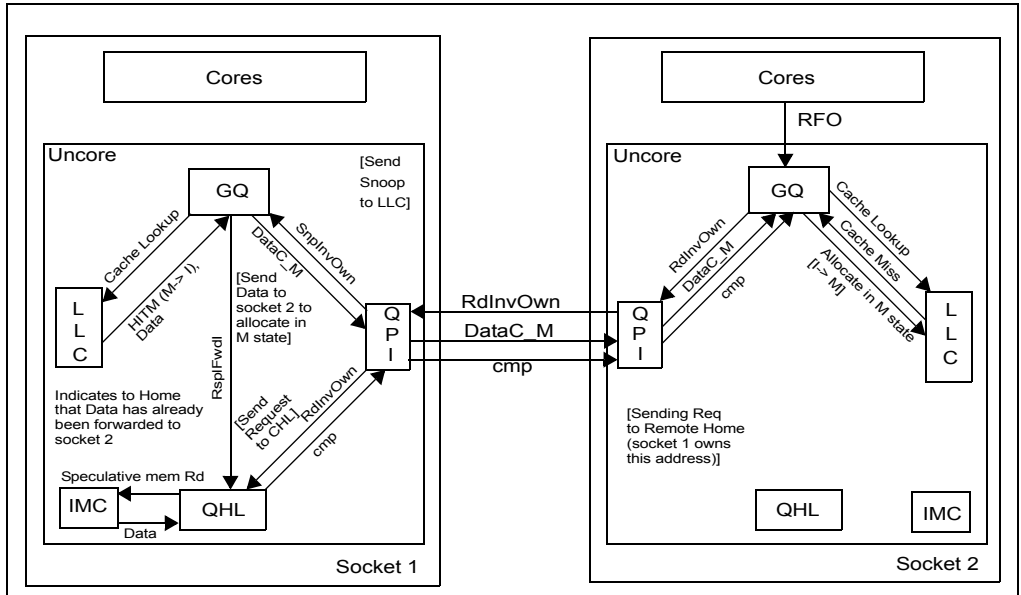 Cores
Uncore
[Send
Snoop
to LLC]
GQ
Cache Lookup
HITM (M-> I),
Data
DataC_M
SnpInvOwn
[Send
Data to
socket 2 to
allocate in
M state]
L
L
C
Q
P
I
RspIFwdI
Indicates to Home
that Data has already
been forwarded to
socket 2
[Send
Request
to CHL]
RdInvOwn
cmp
Speculative mem Rd
IMC
Data
QHL
Socket 1
RdInvOwn
DataC_M
cmp
Cores
RFO
Uncore
GQ
RdInvOwn
DataC_M
cmp
Cache Lookup
Cache Miss
Allocate in M state
[I-> M]
Q
P
I
L
L
C
[Sending Req
to Remote Home
(socket 1 owns
this address)]
QHL
IMC
Socket 2